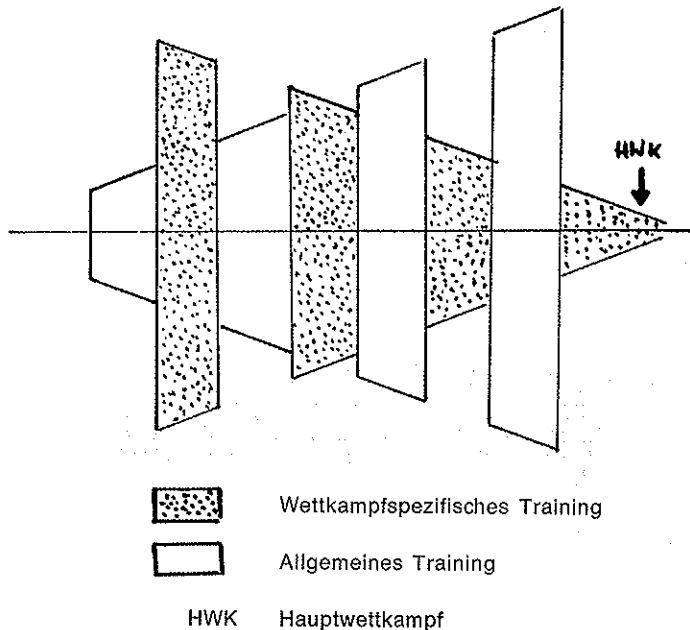 HWK
Wettkampfspezifisches Training
Allgemeines Training
HWK Hauptwettkampf